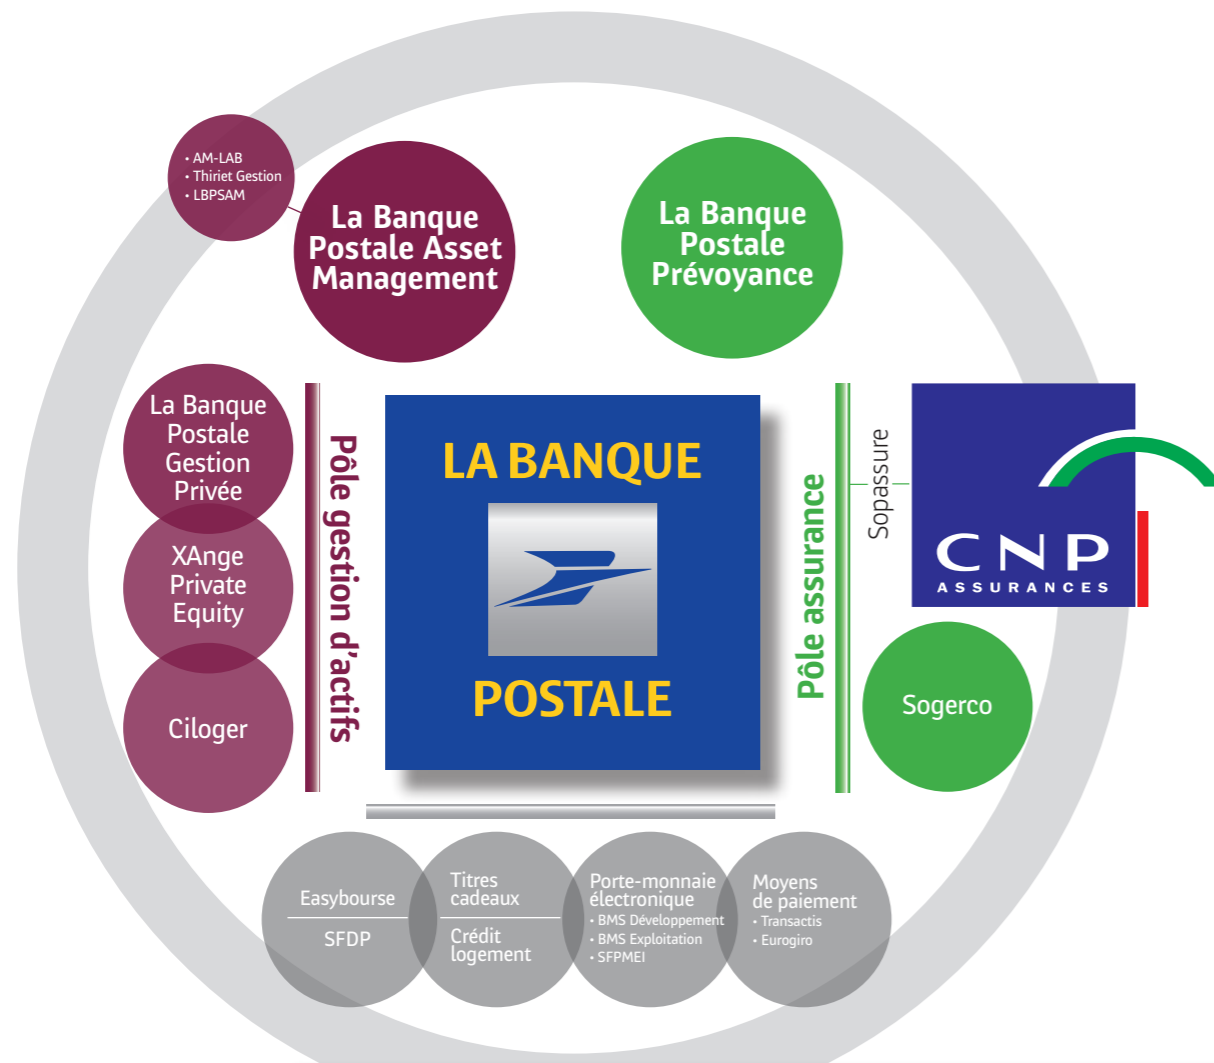 • AM-LAB
• Thiriet Gestion
• LBPSAM
La Banque
Postale Asset
Management
La Banque
Postale
Prévoyance
La Banque
Postale
Gestion
Privée
XAnge
Private
Equity
Ciloger
Pôle gestion d'actifs
LA BANQUE
POSTALE
Pôle assurance
Sopassure
CNP
ASSURANCES
Sogerco
Easybourse
SFDP
Titres
cadeaux
Crédit
logement
Porte-monnaie
électronique
• BMS Développement
• BMS Exploitation
• SFPMEI
Moyens
de paiement
• Transactis
• Eurogiro